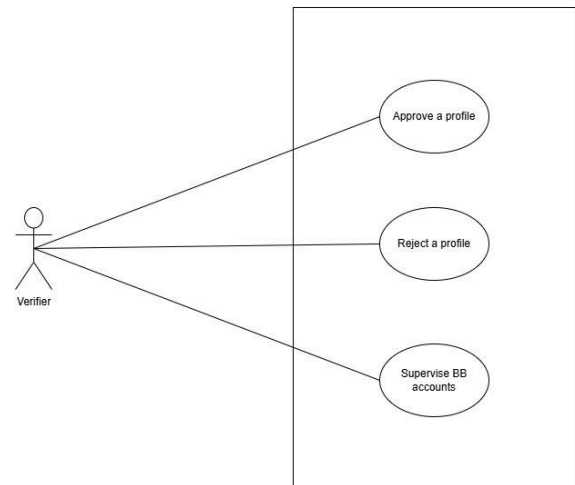 Approve a profile
Reject a profile
Verifier
Supervise BB
accounts